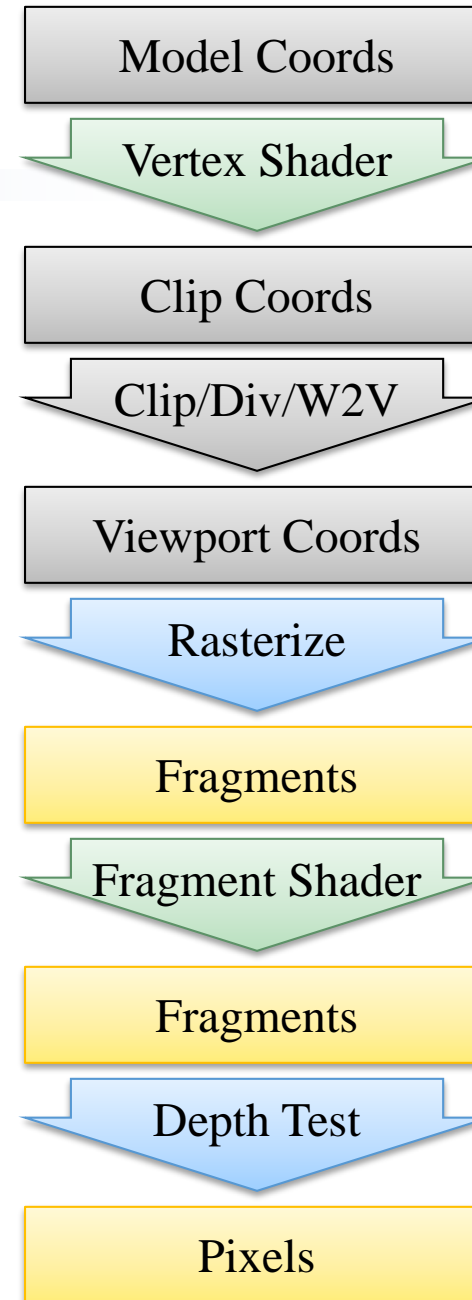 Model Coords
Vertex Shader
Clip Coords
Clip/Div/W2V
Viewport Coords
Rasterize
Fragments
Fragment Shader
Fragments
Depth Test
Pixels